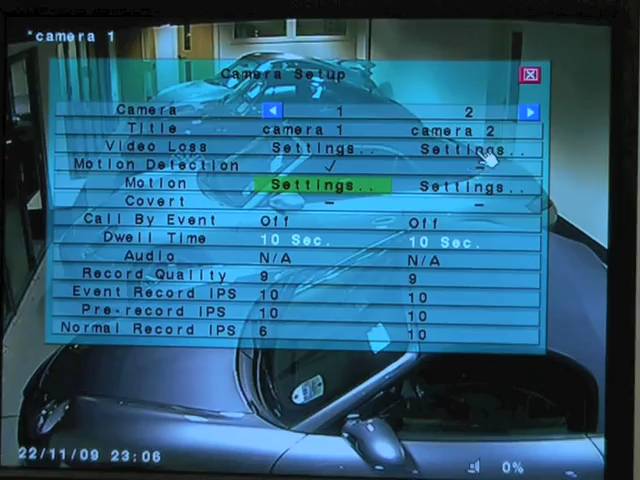 *camera 1
Camera Setup
Camera 1 2
Title camera 1 camera 2
Video Loss Settings.. Settings..
Motion Detection ✓ –
Motion Settings.. Settings..
Covert – –
Call By Event Off Off
Dwell Time 10 Sec. 10 Sec.
Audio N/A N/A
Record Quality 9 9
Event Record IPS 10 10
Pre-record IPS 10 10
Normal Record IPS 6 10
22/11/09 23:06 0%